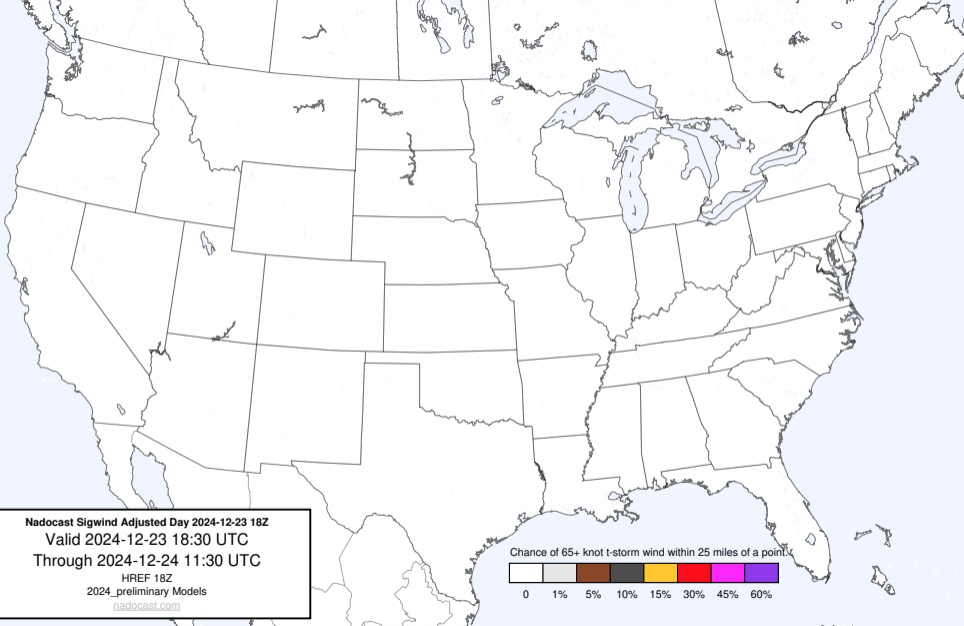 Nadocast Sigwind Adjusted Day 2024-12-23 18Z
Valid 2024-12-23 18:30 UTC
Through 2024-12-24 11:30 UTC
HREF 18Z
2024_preliminary Models
nadocast.com
Chance of 65+ knot t-storm wind within 25 miles of a point.
0 1% 5% 10% 15% 30% 45% 60%